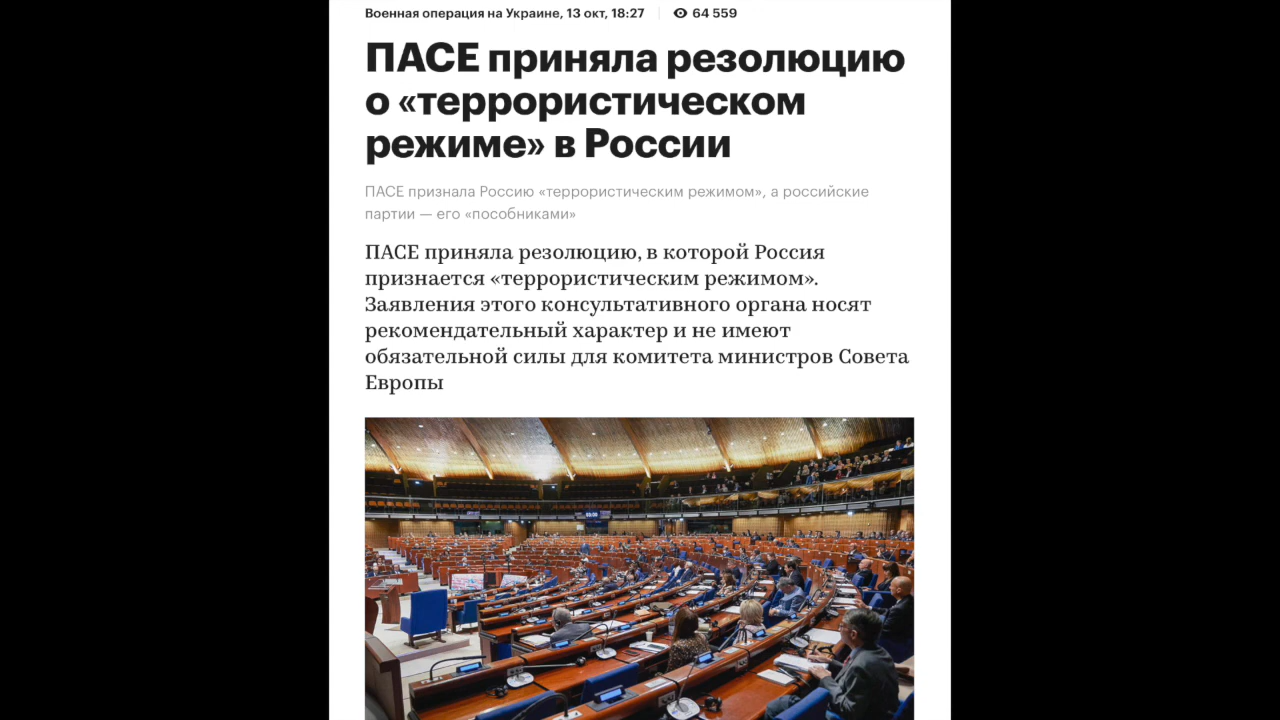 Военная операция на Украине, 13 окт, 18:27 64 559
ПАСЕ приняла резолюцию
о «террористическом
режиме» в России
ПАСЕ признала Россию «террористическим режимом», а российские
партии — его «пособниками»
ПАСЕ приняла резолюцию, в которой Россия
признается «террористическим режимом».
Заявления этого консультативного органа носят
рекомендательный характер и не имеют
обязательной силы для комитета министров Совета
Европы